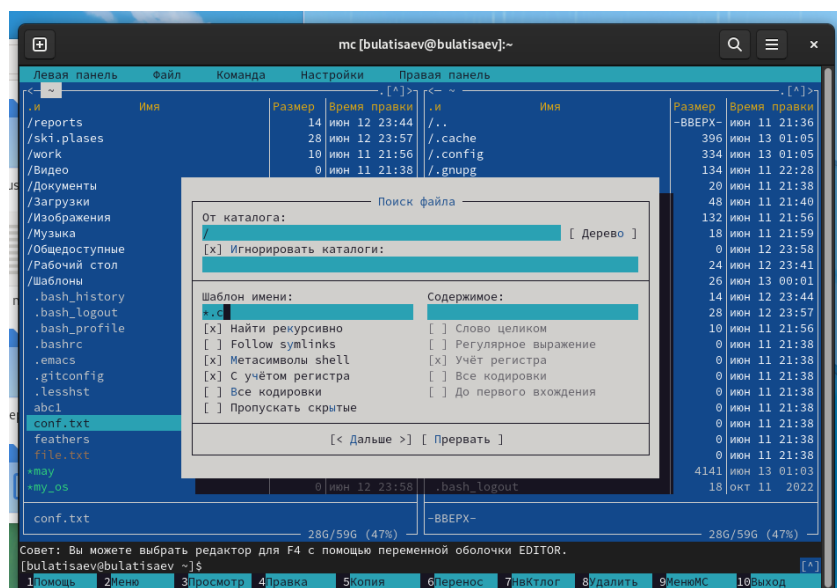 mc [bulatisaev@bulatisaev]:~
Левая панель Файл Команда Настройки Правая панель
<- ~ .[^]> <- ~ .[^]>
.и Имя Размер Время правки .и Имя Размер Время правки
/reports 14 июн 12 23:44 /.. -ВВЕРХ- июн 11 21:36
/ski.plases 28 июн 12 23:57 /.cache 396 июн 13 01:05
/work 10 июн 11 21:56 /.config 334 июн 13 01:05
/Видео 0 июн 11 21:38 /.gnupg 134 июн 11 22:28
/Документы 20 июн 11 21:38
/Загрузки 48 июн 11 21:40
/Изображения 132 июн 11 21:56
/Музыка 18 июн 11 21:59
/Общедоступные 0 июн 12 23:58
/Рабочий стол 24 июн 12 23:41
/Шаблоны 26 июн 13 00:01
.bash_history 14 июн 12 23:44
.bash_logout 28 июн 12 23:57
.bash_profile 10 июн 11 21:56
.bashrc 0 июн 11 21:38
.emacs 0 июн 11 21:38
.gitconfig 0 июн 11 21:38
.lesshst 0 июн 11 21:38
abc1 0 июн 11 21:38
conf.txt 0 июн 11 21:38
feathers 0 июн 11 21:38
file.txt 0 июн 11 21:38
*may 4141 июн 13 01:03
*my_os 0 июн 12 23:58 .bash_logout 18 окт 11 2022
Поиск файла
От каталога:
/ [ Дерево ]
[x] Игнорировать каталоги:
Шаблон имени: Содержимое:
*.c
[x] Найти рекурсивно [ ] Слово целиком
[ ] Follow symlinks [ ] Регулярное выражение
[x] Метасимволы shell [x] Учёт регистра
[x] С учётом регистра [ ] Все кодировки
[ ] Все кодировки [ ] До первого вхождения
[ ] Пропускать скрытые
[< Дальше >] [ Прервать ]
conf.txt -ВВЕРХ-
28G/59G (47%) 28G/59G (47%)
Совет: Вы можете выбрать редактор для F4 с помощью переменной оболочки EDITOR.
[bulatisaev@bulatisaev ~]$ [^]
1Помощь 2Меню 3Просмотр 4Правка 5Копия 6Перенос 7НвКтлог 8Удалить 9МенюМС 10Выход